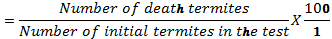 = Number of death termites / Number of initial termites in the test X 100 / 1